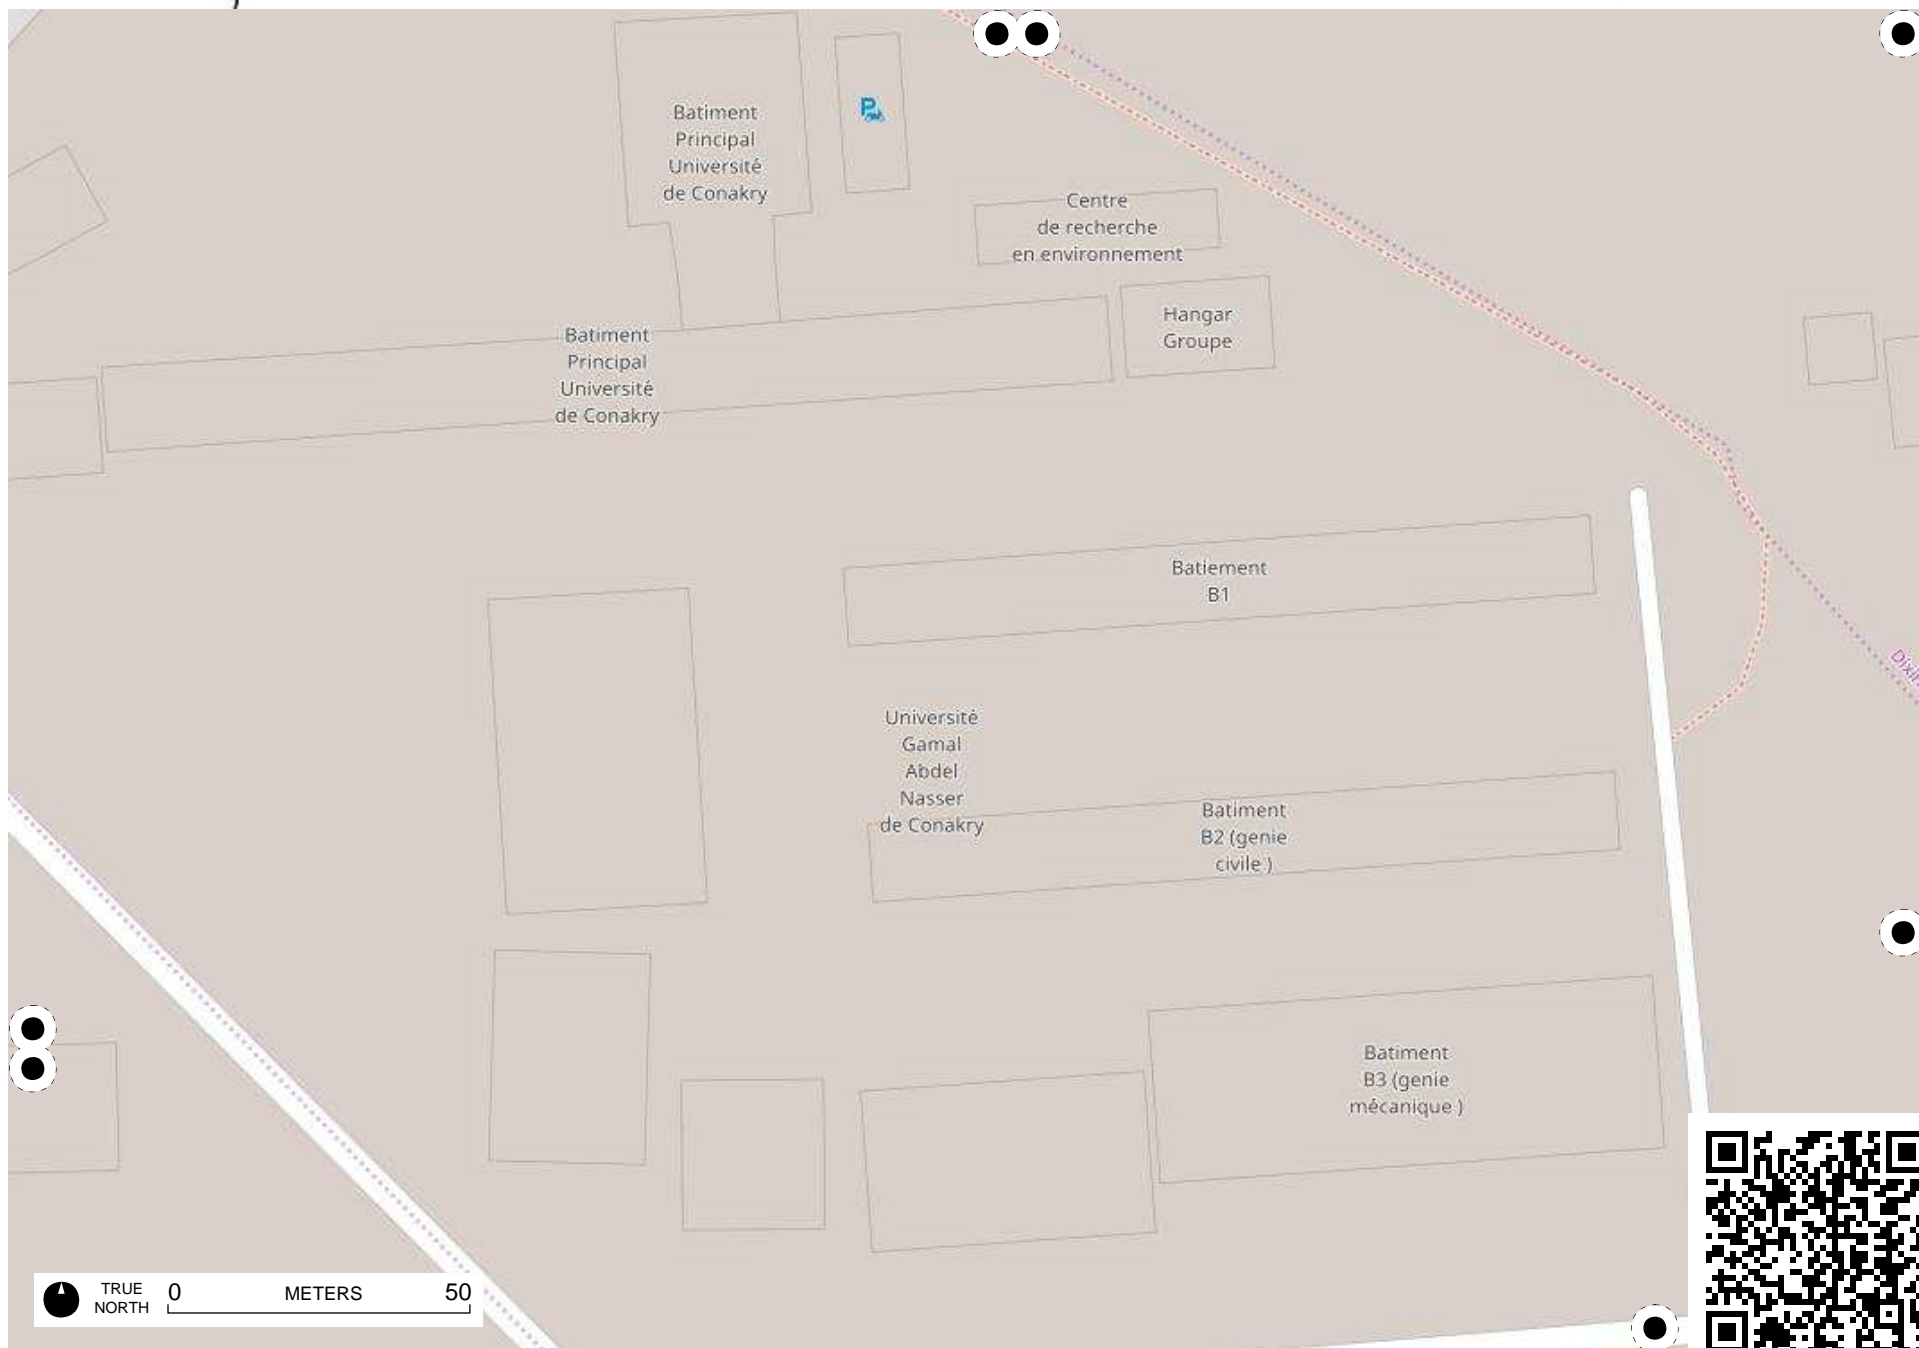 Batiment
Principal
Université
de Conakry
P
Centre
de recherche
en environnement
Hangar
Groupe
Batiment
Principal
Université
de Conakry
Batiement
B1
Université
Gamal
Abdel
Nasser
de Conakry
Batiment
B2 (genie
civile )
Batiment
B3 (genie
mécanique )
TRUE
NORTH
0 METERS 50